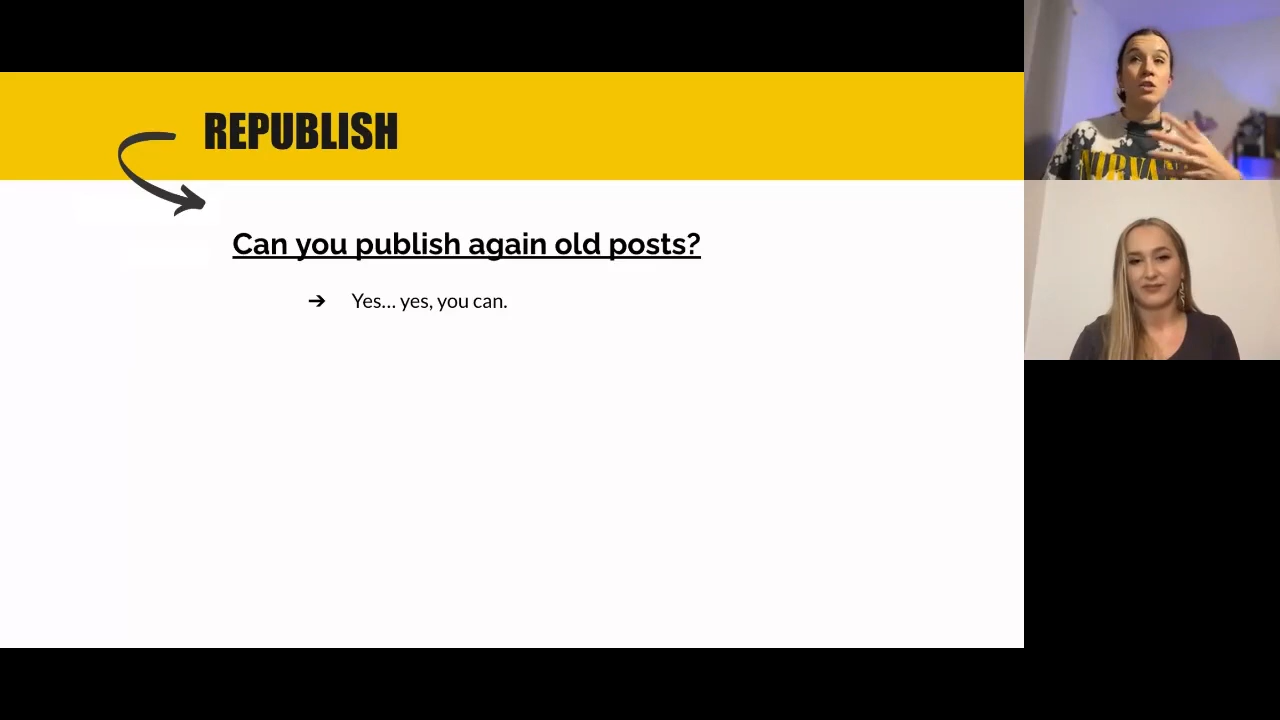 REPUBLISH
Can you publish again old posts?
➔ Yes... yes, you can.